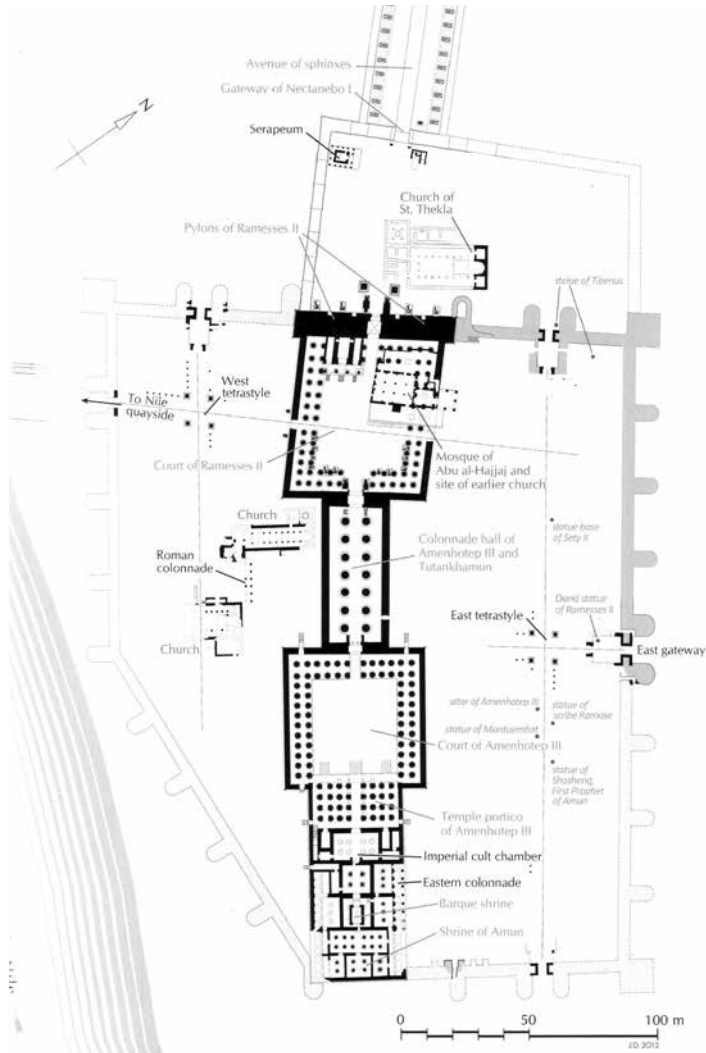 Avenue of sphinxes
Gateway of Nectanebo I
N
Serapeum
Church of
St. Thekla
Pylons of Ramesses II
stelae of Tiberius
West
tetrastyle
To Nile
quayside
Court of Ramesses II
Mosque of
Abu al-Hajjaj and
site of earlier church
Church
Colonnade hall of
Amenhotep III and
Tutankhamun
statue base
of Sety II
Roman
colonnade
East tetrastyle
Osirid statue
of Ramesses II
Church
East gateway
altar of Amenhotep III
statue of
scribe Ramose
statue of Montuemhat
Court of Amenhotep III
statue of
Shoshenq,
First Prophet
of Amun
Temple portico
of Amenhotep III
Imperial cult chamber
Eastern colonnade
Barque shrine
Shrine of Amun
0 50 100 m
J.D. 2012